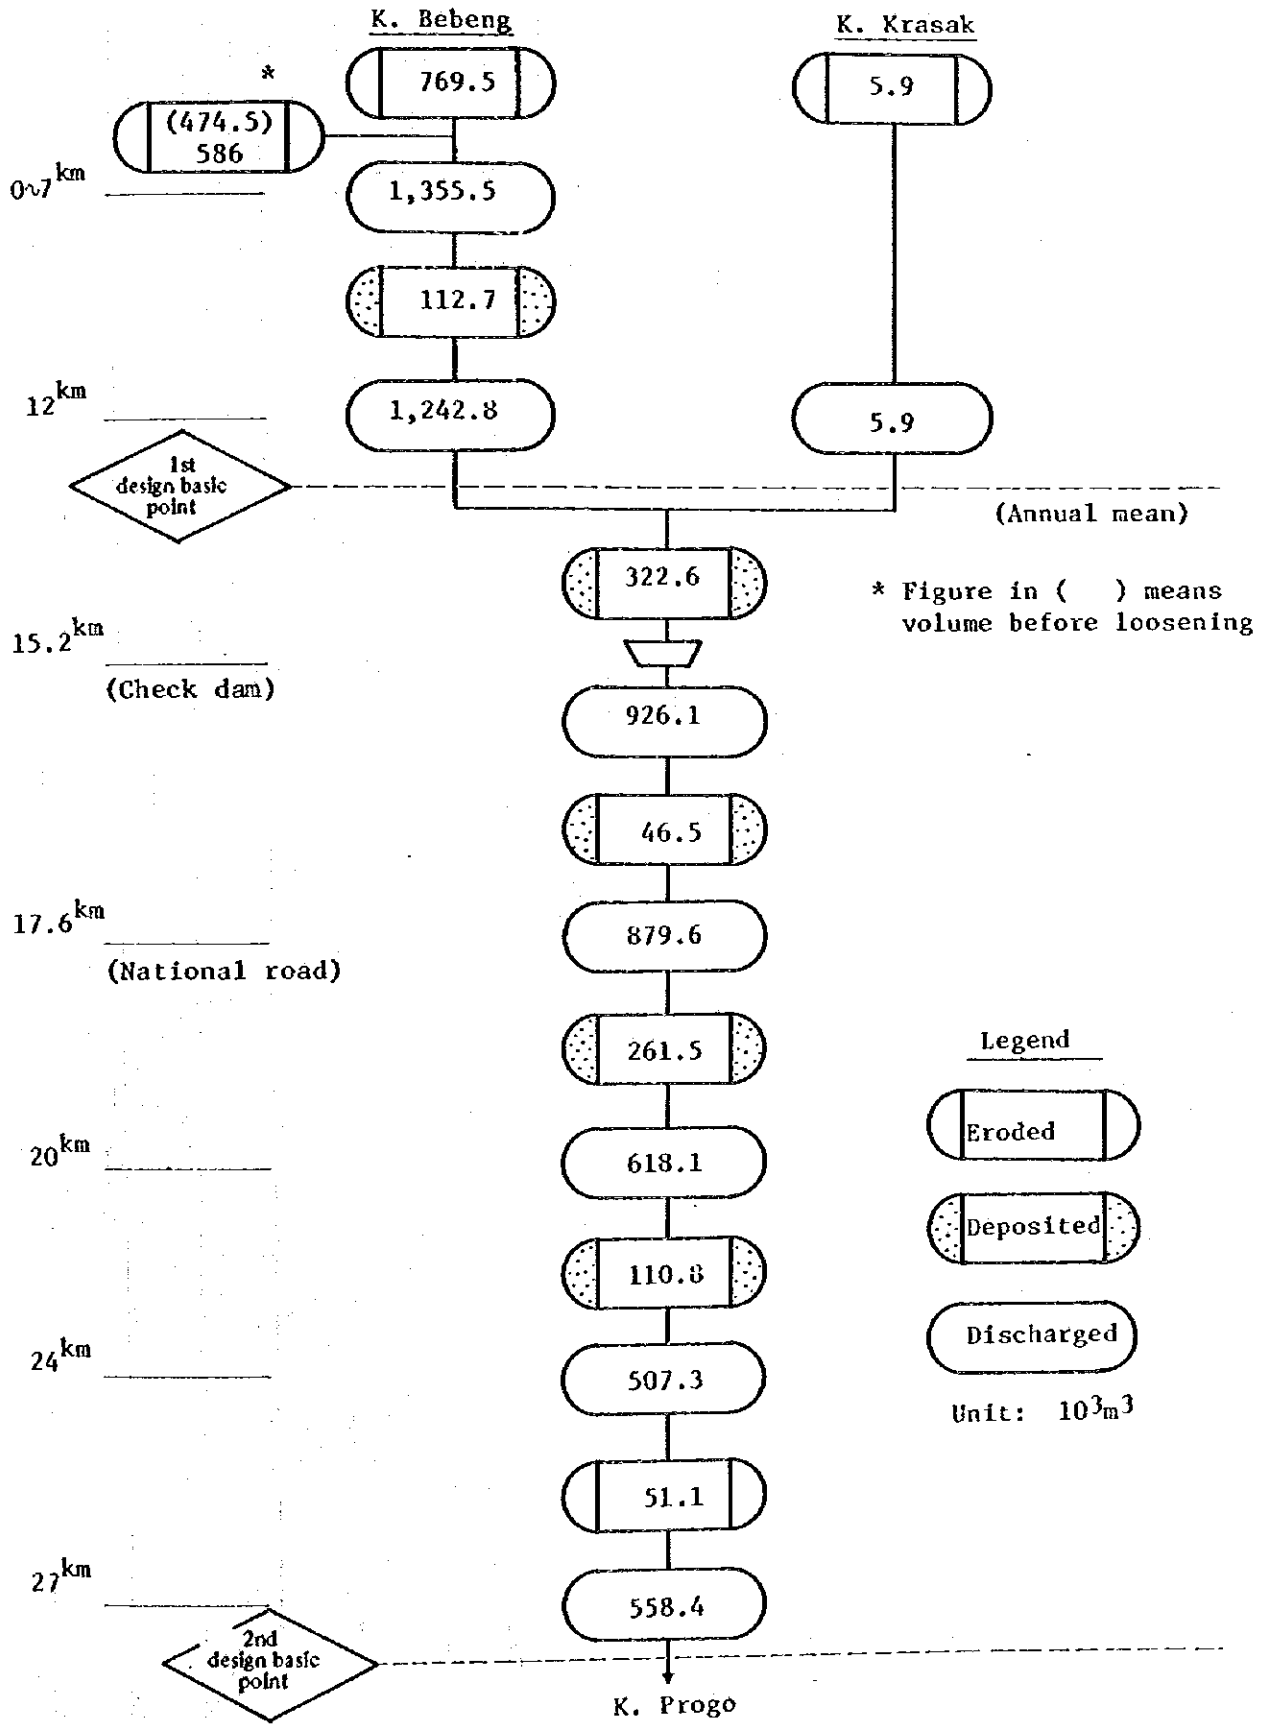 K. Bebeng
K. Krasak
*
769.5
5.9
(474.5)
586
0~7km
1,355.5
112.7
12km
1,242.8
5.9
1st
design basic
point
(Annual mean)
322.6
* Figure in ( ) means
volume before loosening
15.2km
(Check dam)
926.1
46.5
17.6km
879.6
(National road)
261.5
Legend
Eroded
20km
618.1
Deposited
110.8
Discharged
24km
507.3
Unit: 10³m³
51.1
27km
558.4
2nd
design basic
point
K. Progo